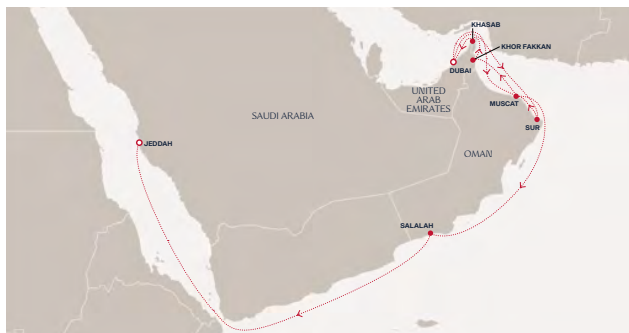 KHASAB
KHOR FAKKAN
DUBAI
UNITED
ARAB
EMIRATES
MUSCAT
SAUDI ARABIA
SUR
JEDDAH
OMAN
SALALAH